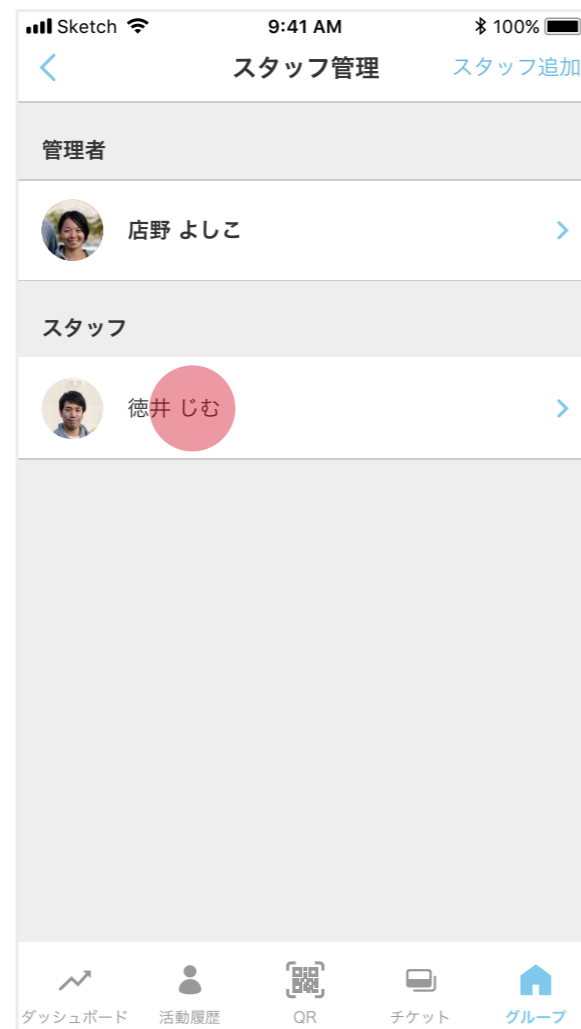 Sketch 9:41 AM 100%
スタッフ管理 スタッフ追加
管理者
店野 よしこ
スタッフ
徳井 じむ
ダッシュボード 活動履歴 QR チケット グループ